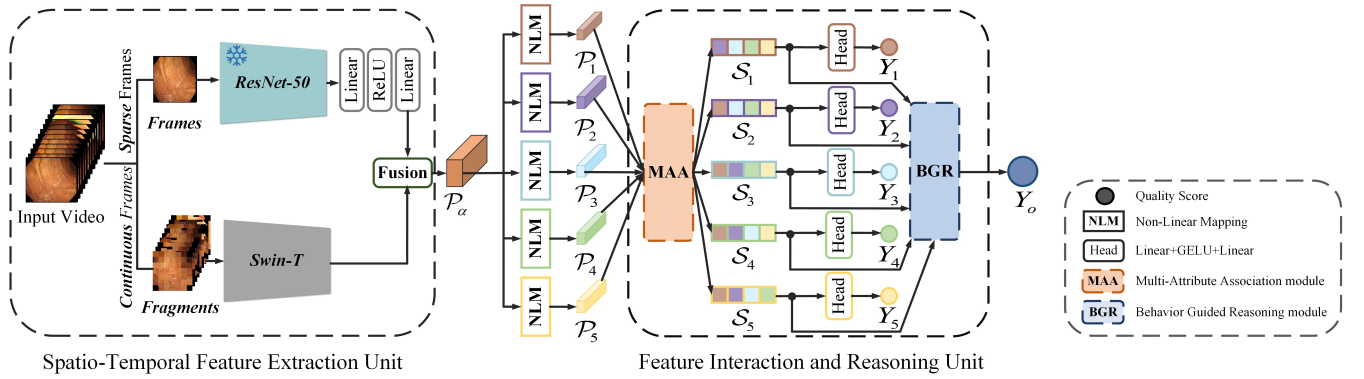 Input Video
Sparse Frames
Continuous Frames
Frames
Fragments
ResNet-50
Swin-T
Linear
ReLU
Linear
Fusion
𝒫α
NLM
NLM
NLM
NLM
NLM
𝒫1
𝒫2
𝒫3
𝒫4
𝒫5
MAA
𝒮1
𝒮2
𝒮3
𝒮4
𝒮5
Head
Head
Head
Head
Head
Y1
Y2
Y3
Y4
Y5
BGR
Yo
Quality Score
NLM Non-Linear Mapping
Head Linear+GELU+Linear
MAA Multi-Attribute Association module
BGR Behavior Guided Reasoning module
Spatio-Temporal Feature Extraction Unit
Feature Interaction and Reasoning Unit